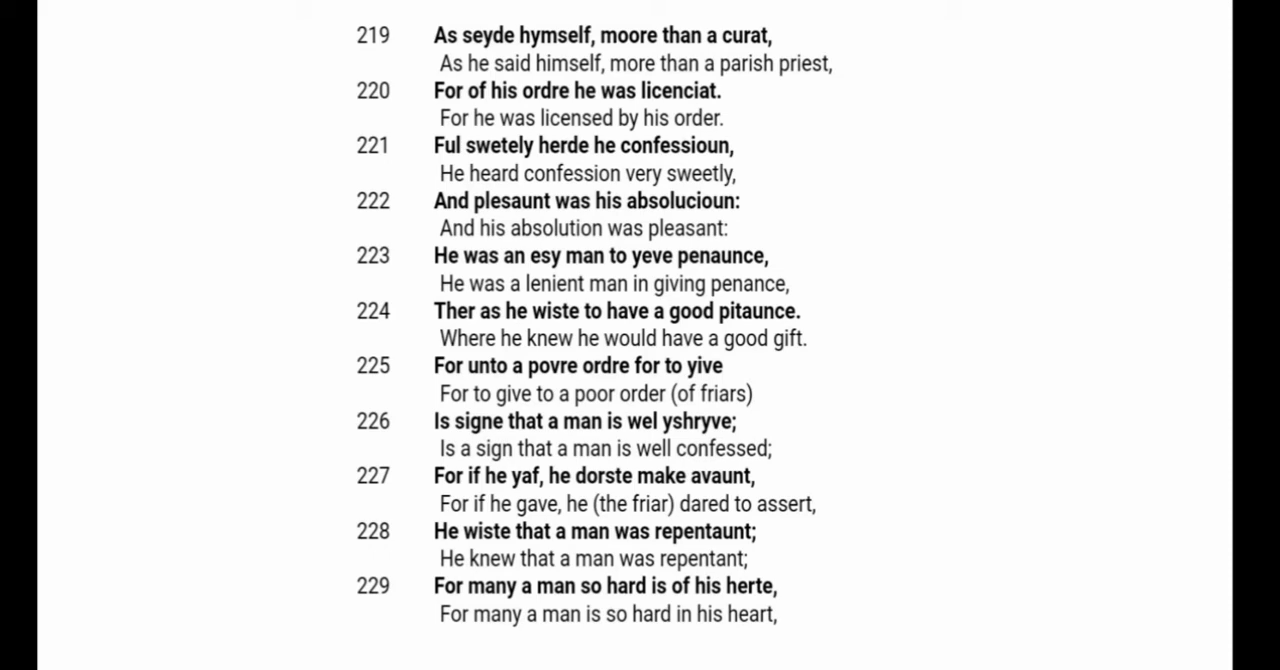 219 As seyde hymself, moore than a curat,
As he said himself, more than a parish priest,
220 For of his ordre he was licenciat.
For he was licensed by his order.
221 Ful swetely herde he confessioun,
He heard confession very sweetly,
222 And plesaunt was his absolucioun:
And his absolution was pleasant:
223 He was an esy man to yeve penaunce,
He was a lenient man in giving penance,
224 Ther as he wiste to have a good pitaunce.
Where he knew he would have a good gift.
225 For unto a povre ordre for to yive
For to give to a poor order (of friars)
226 Is signe that a man is wel yshryve;
Is a sign that a man is well confessed;
227 For if he yaf, he dorste make avaunt,
For if he gave, he (the friar) dared to assert,
228 He wiste that a man was repentaunt;
He knew that a man was repentant;
229 For many a man so hard is of his herte,
For many a man is so hard in his heart,